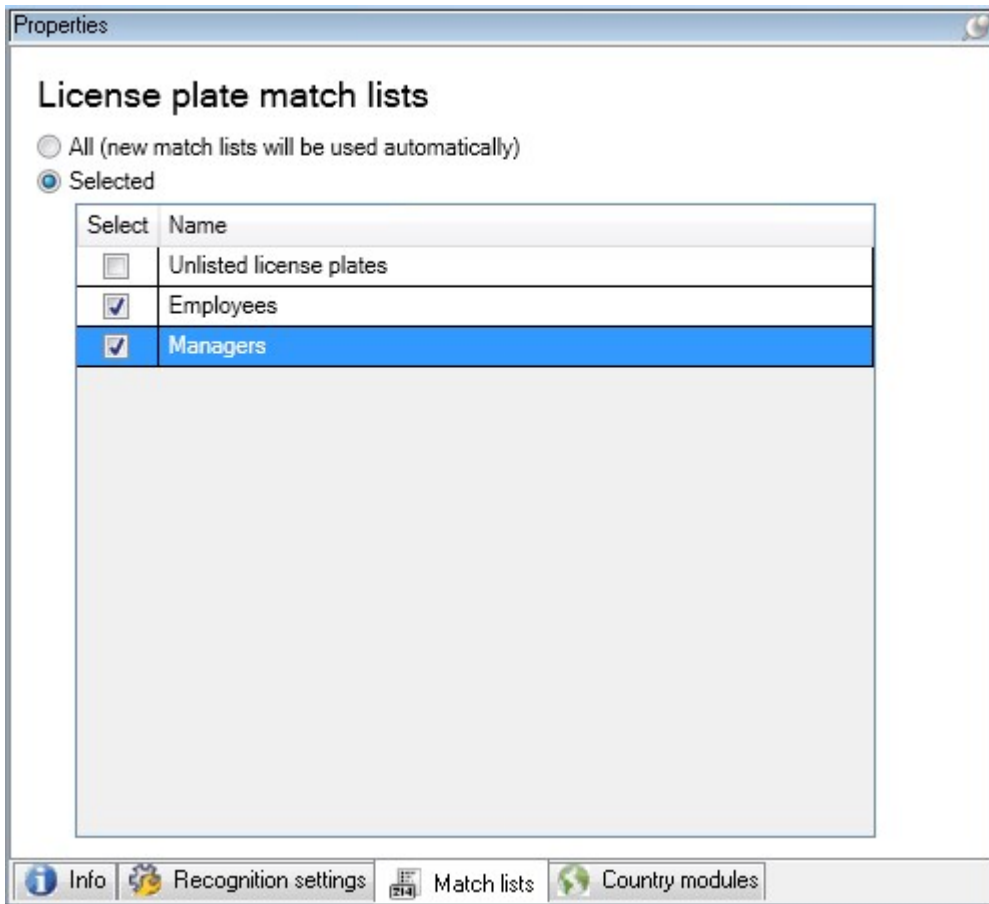 Properties
License plate match lists
All (new match lists will be used automatically)
Selected
Select Name
Unlisted license plates
Employees
Managers
Info Recognition settings Match lists Country modules